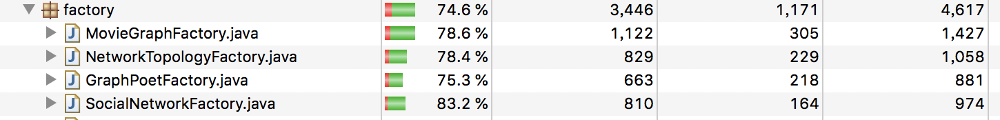 factory 74.6 % 3,446 1,171 4,617
J MovieGraphFactory.java 78.6 % 1,122 305 1,427
J NetworkTopologyFactory.java 78.4 % 829 229 1,058
J GraphPoetFactory.java 75.3 % 663 218 881
J SocialNetworkFactory.java 83.2 % 810 164 974